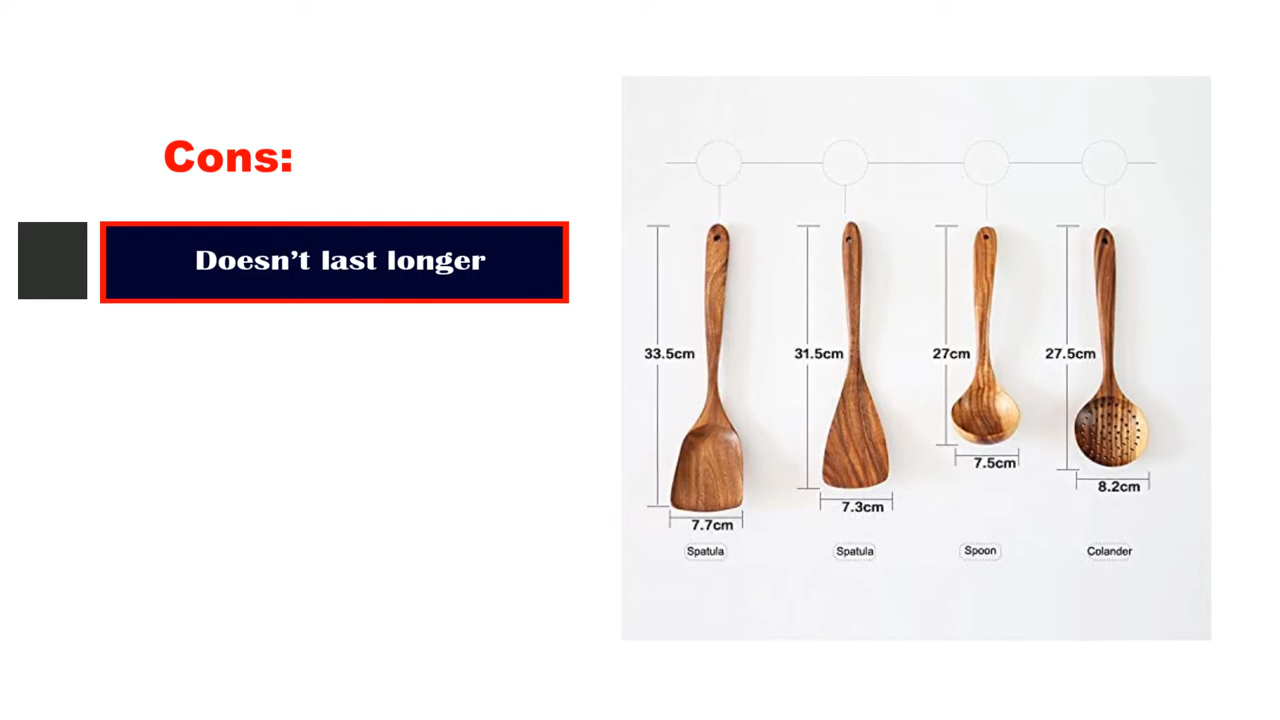 Cons:
Doesn't last longer
33.5cm
31.5cm
27cm
27.5cm
7.5cm
8.2cm
7.3cm
7.7cm
Spatula
Spatula
Spoon
Colander